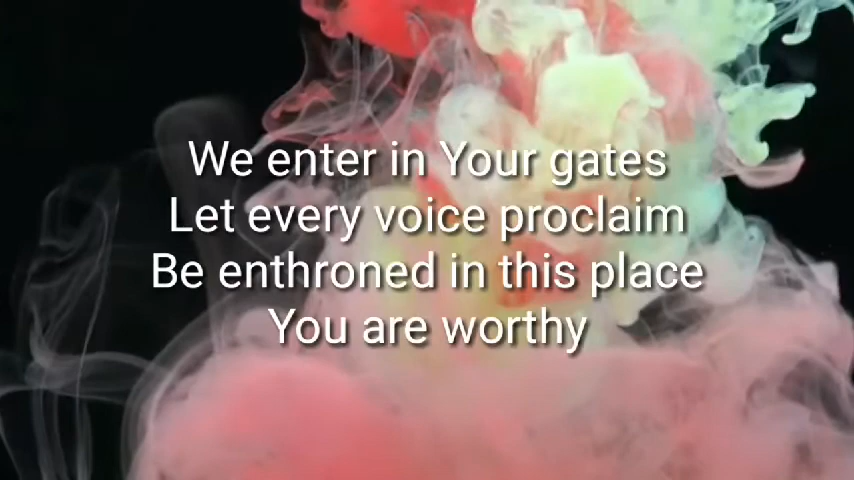 We enter in Your gates
Let every voice proclaim
Be enthroned in this place
You are worthy